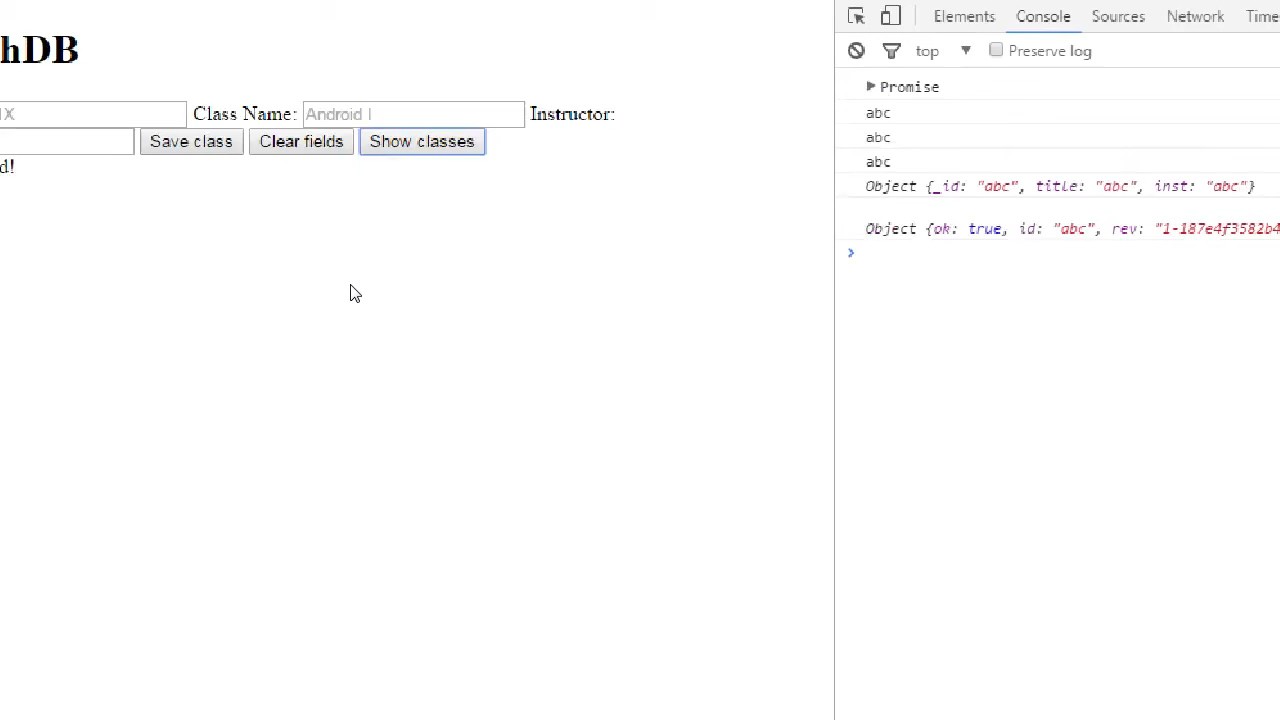 hDB
IX Class Name: Android I Instructor:
Save class Clear fields Show classes
d!
Elements Console Sources Network Time
top Preserve log
Promise
abc
abc
abc
Object {_id: "abc", title: "abc", inst: "abc"}
Object {ok: true, id: "abc", rev: "1-187e4f3582b4